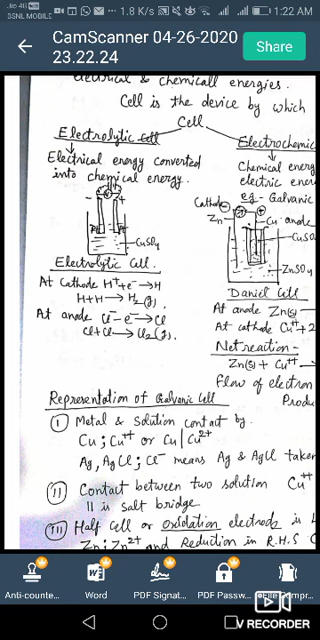 BSNL MOBILE 1.8 K/s 1:22 AM
CamScanner 04-26-2020 23.22.24
Share
electrical & chemical energies.
Cell is the device by which
Cell
Electrolytic Cell
Electrical energy converted
into chemical energy.
Electrochemic
Chemical energ
electric ener
e.g- Galvanic
- +
CuSO4
Electrolytic Cell.
Cathode
Zn
Cu anode
CuSO
ZnSO4
Daniel Cell
At Cathode H⁺+e⁻→H
H+H→H2(g).
At anode Cl⁻-e⁻→Cl
Cl+Cl→Cl2(g).
At anode Zn(s)
At cathode Cu⁺⁺+2
Net reaction-
Zn(s) + Cu⁺⁺
Flow of electron
Produ
Representation of Galvanic Cell
(I) Metal & Solution contact by.
Cu ; Cu⁺⁺ or Cu | Cu²⁺
Ag, AgCl ; Cl⁻ means Ag & AgCl taken
(II) Contact between two solution Cu⁺⁺
|| is salt bridge.
(III) Half Cell or oxidation electrode is
Zn ; Zn²⁺ and Reduction in R.H.S
Anti-counte...
Word
PDF Signat...
PDF Passw...
V RECORDER